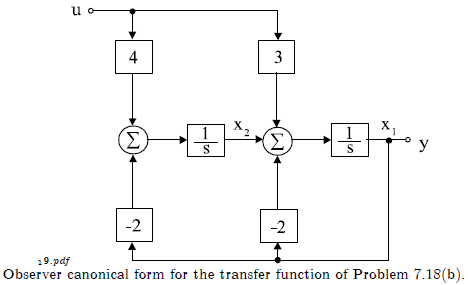 u
4
3
Σ
1
s
x2
Σ
1
s
x1
y
-2
-2
19.pdf
Observer canonical form for the transfer function of Problem 7.18(b).